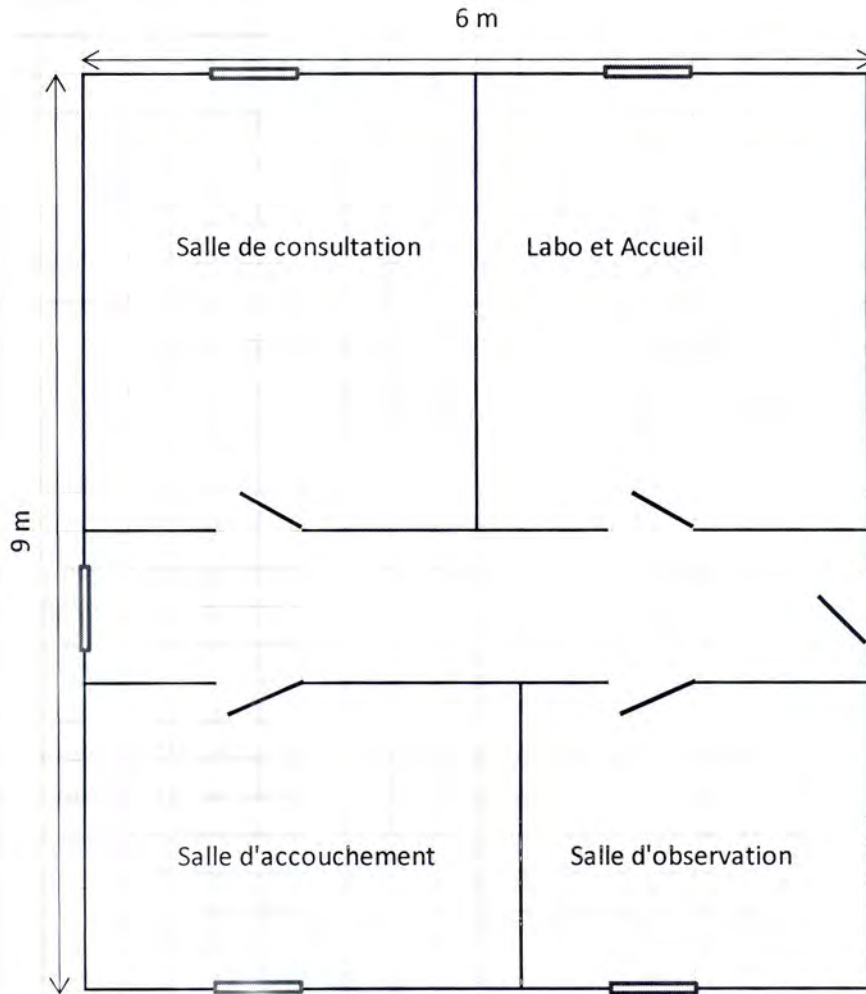 6 m
Salle de consultation
Labo et Accueil
9 m
Salle d'accouchement
Salle d'observation